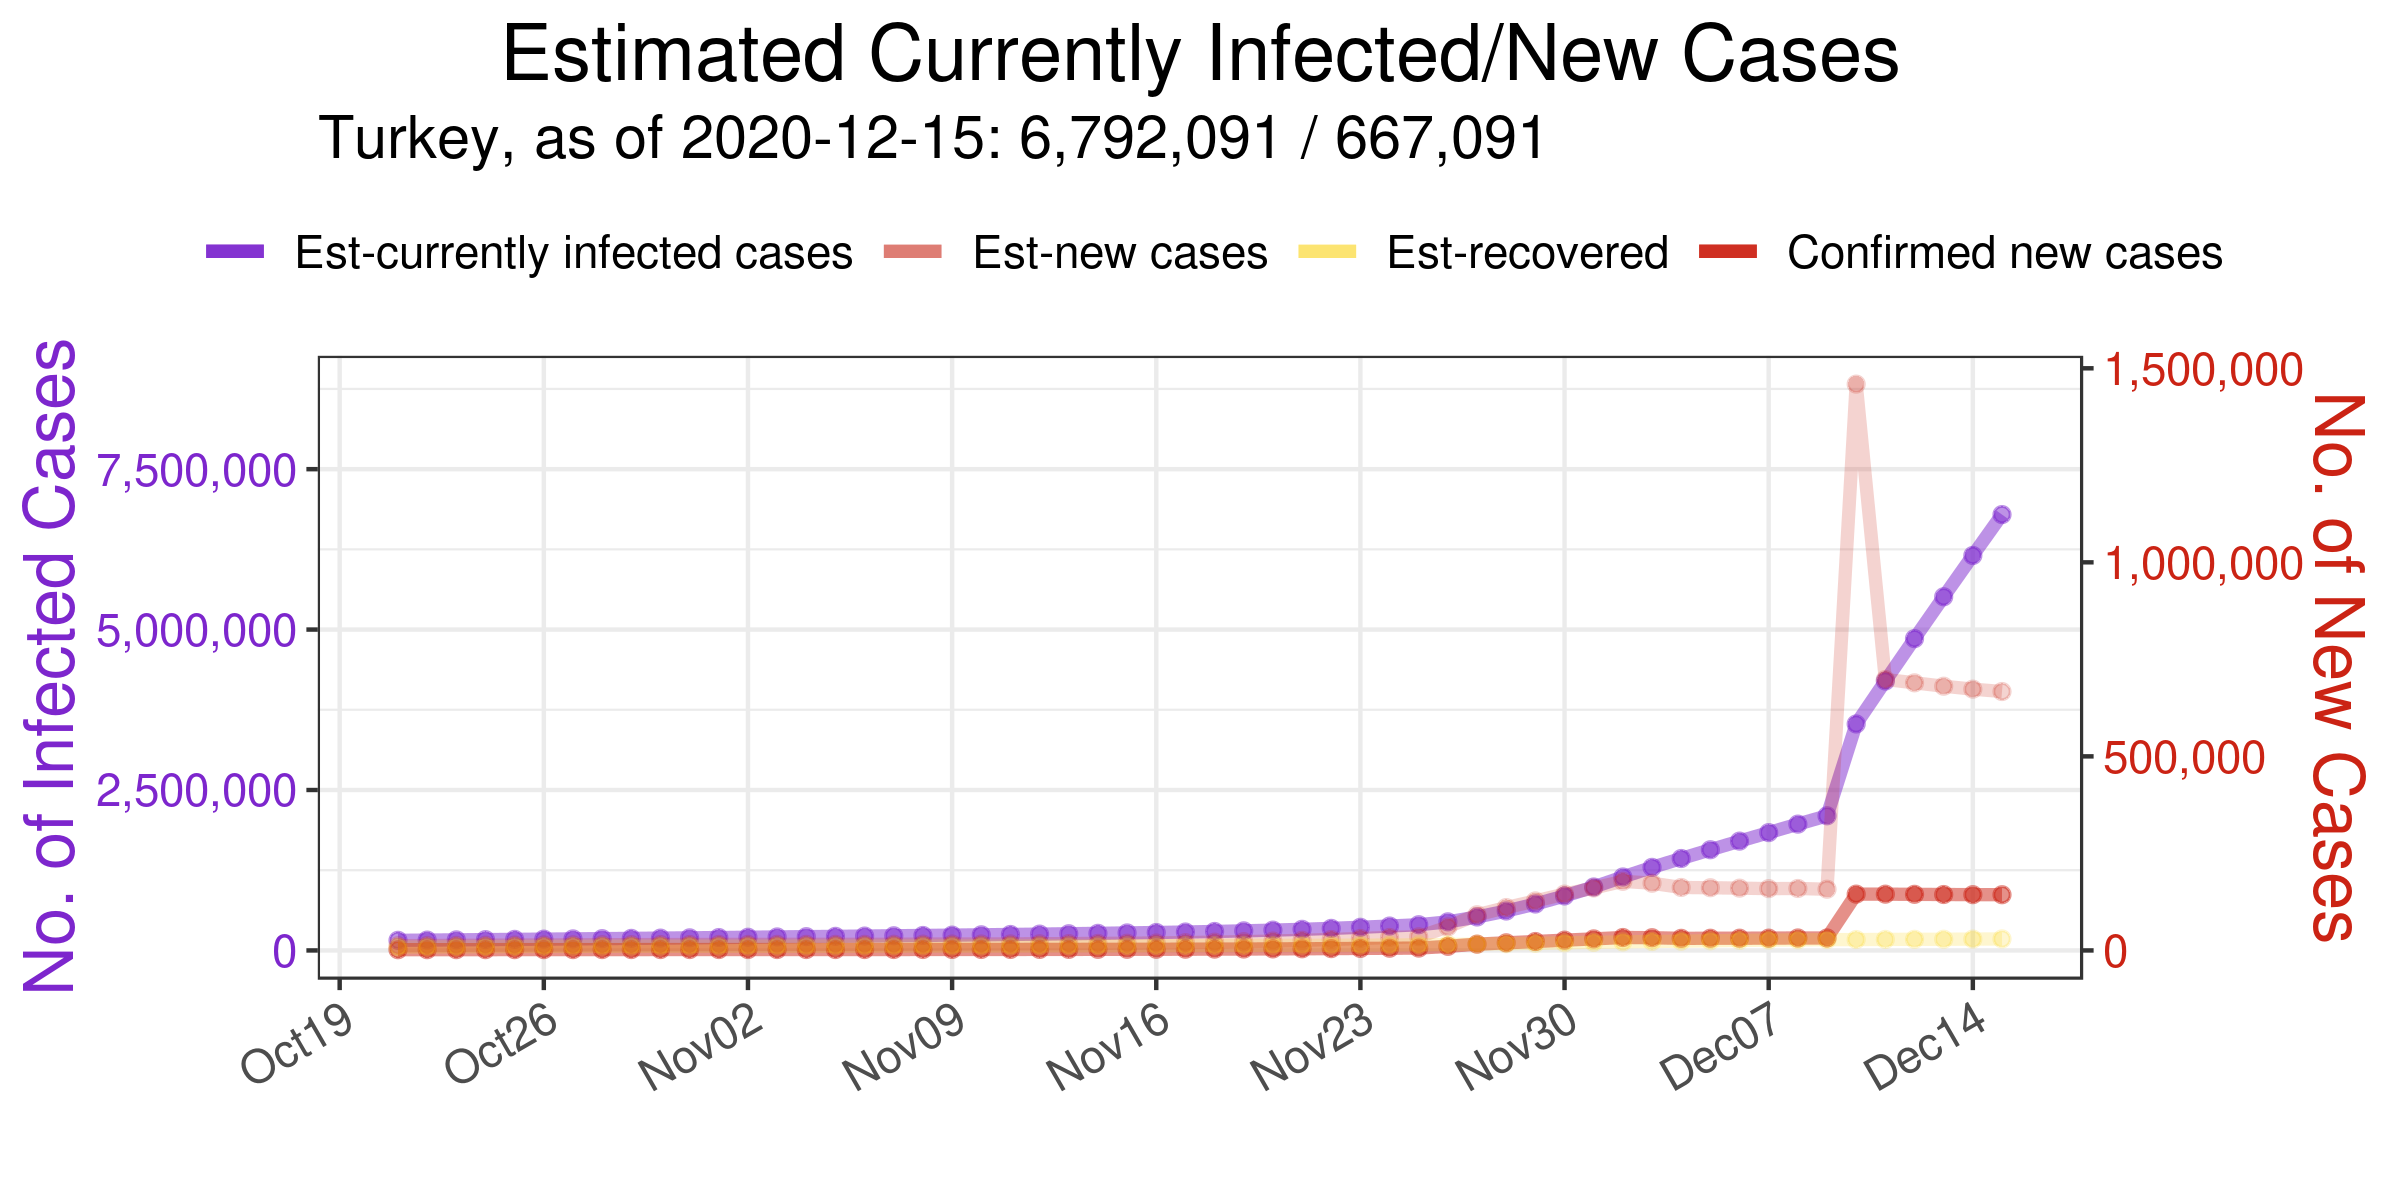 Estimated Currently Infected/New Cases
Turkey, as of 2020-12-15: 6,792,091 / 667,091
Est-currently infected cases Est-new cases Est-recovered Confirmed new cases
No. of Infected Cases
7,500,000
5,000,000
2,500,000
0
1,500,000
1,000,000
500,000
0
No. of New Cases
Oct19 Oct26 Nov02 Nov09 Nov16 Nov23 Nov30 Dec07 Dec14